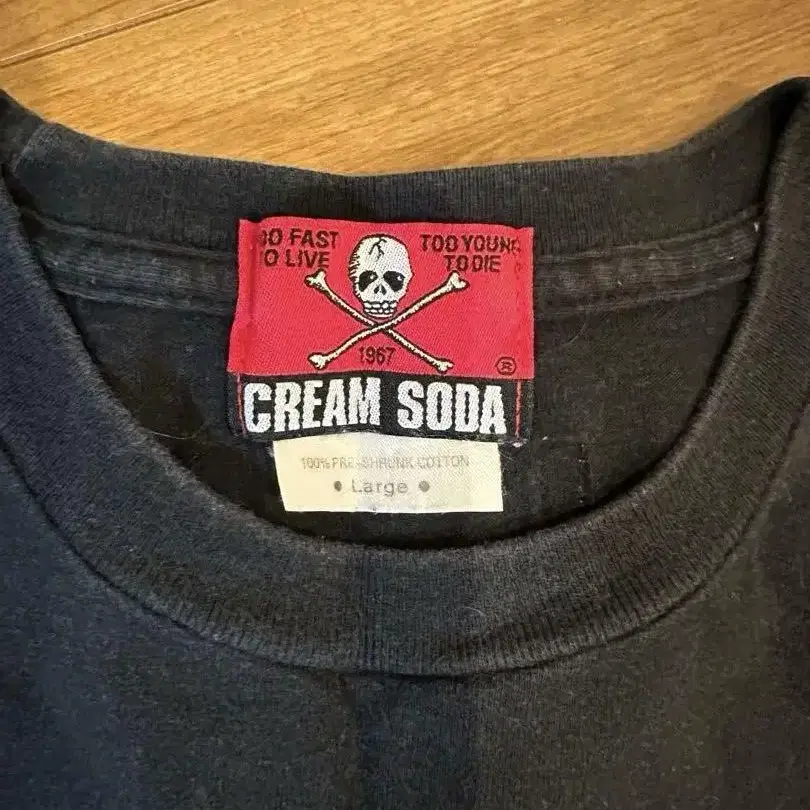 OO FAST TOO YOUNG
O LIVE TO DIE
1967
®
CREAM SODA
100% PRE-SHRUNK COTTON
• Large •